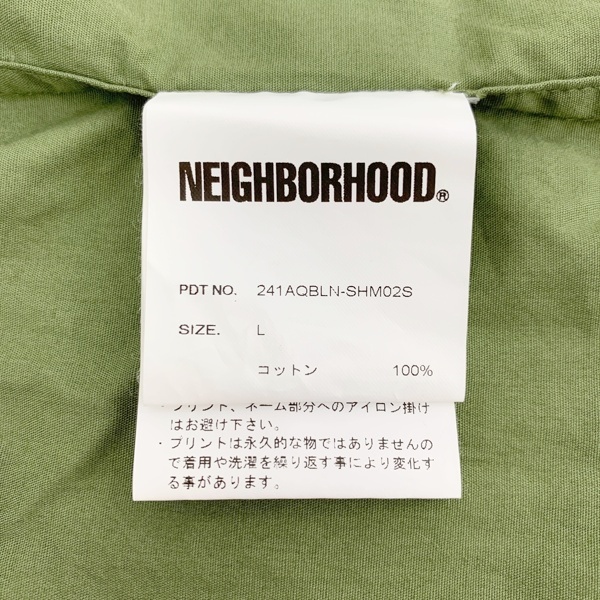 NEIGHBORHOOD®
PDT NO. 241AQBLN-SHM02S
SIZE. L
コットン 100%
・プリント、ネーム部分へのアイロン掛け
はお避け下さい。
・プリントは永久的な物ではありませんの
で着用や洗濯を繰り返す事により変化す
る事があります。